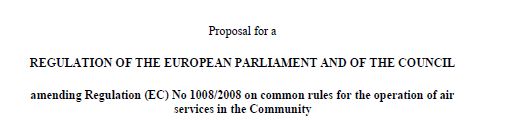 Proposal for a
REGULATION OF THE EUROPEAN PARLIAMENT AND OF THE COUNCIL
amending Regulation (EC) No 1008/2008 on common rules for the operation of air
services in the Community